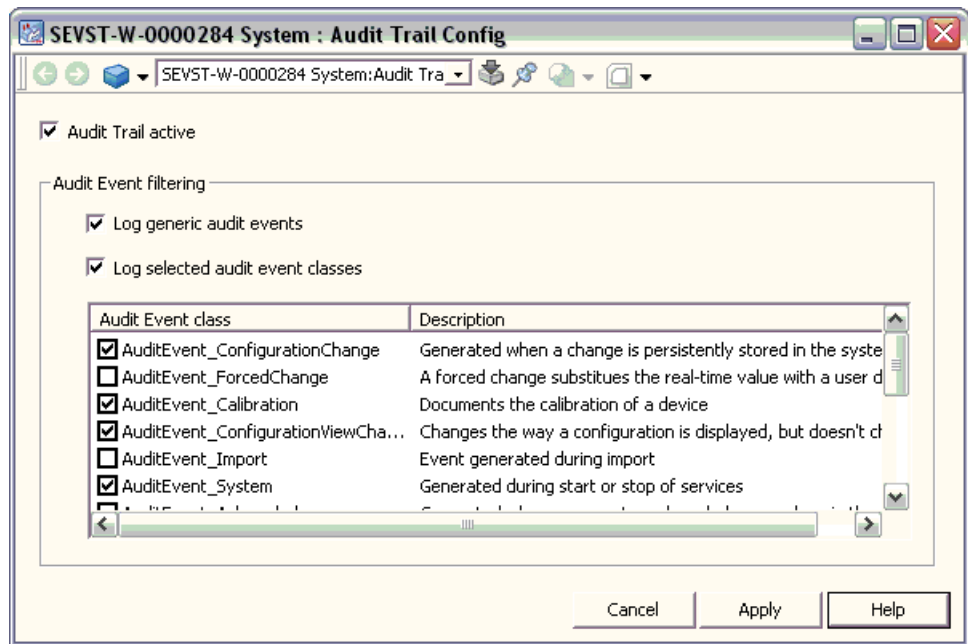 SEVST-W-0000284 System : Audit Trail Config
SEVST-W-0000284 System:Audit Tra
Audit Trail active
Audit Event filtering
Log generic audit events
Log selected audit event classes
Audit Event class Description
AuditEvent_ConfigurationChange Generated when a change is persistently stored in the syste
AuditEvent_ForcedChange A forced change substitues the real-time value with a user d
AuditEvent_Calibration Documents the calibration of a device
AuditEvent_ConfigurationViewCha... Changes the way a configuration is displayed, but doesn't ch
AuditEvent_Import Event generated during import
AuditEvent_System Generated during start or stop of services
Cancel Apply Help